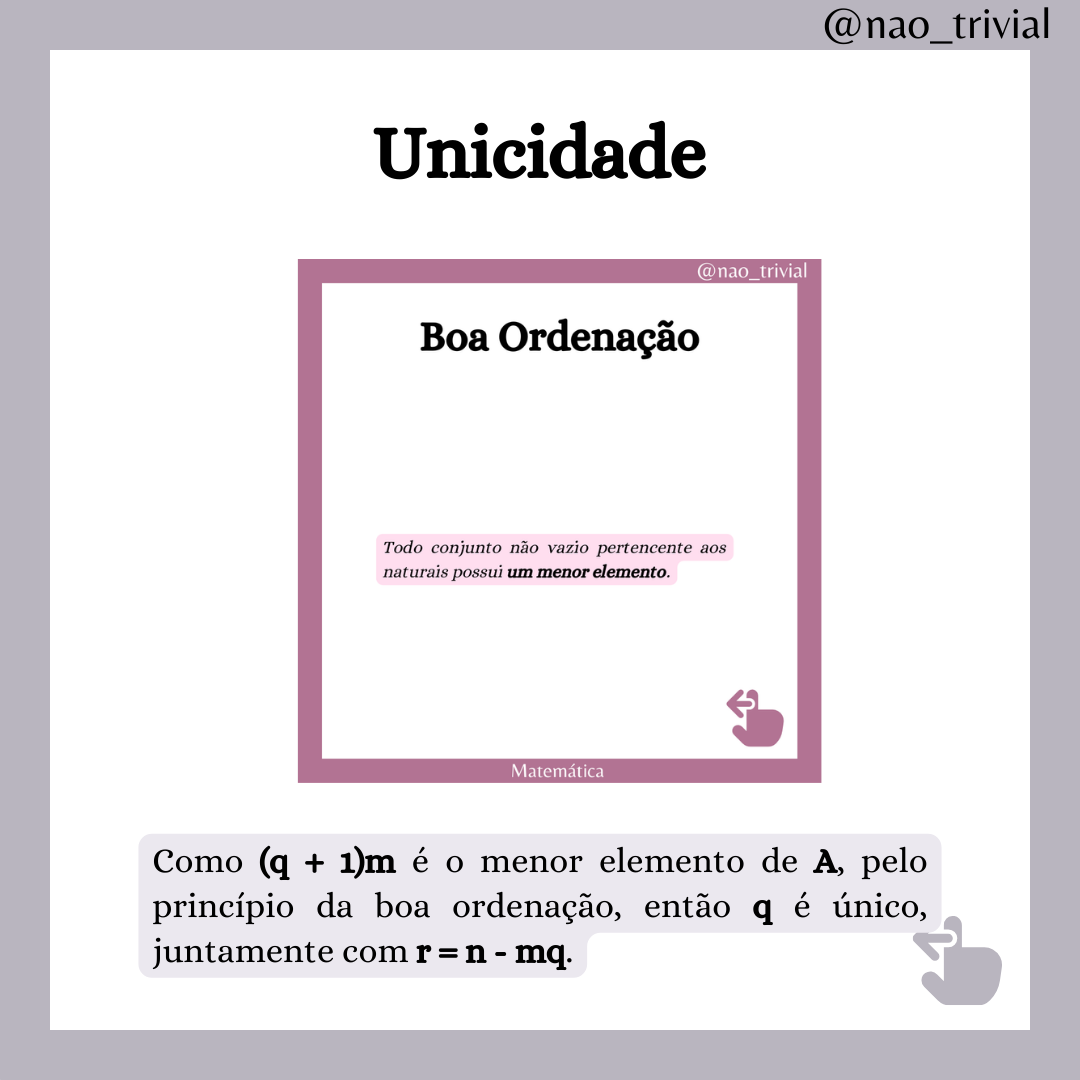 @nao_trivial
Unicidade
@nao_trivial
Boa Ordenação
Todo conjunto não vazio pertencente aos
naturais possui um menor elemento.
Matemática
Como (q + 1)m é o menor elemento de A, pelo
princípio da boa ordenação, então q é único,
juntamente com r = n - mq.